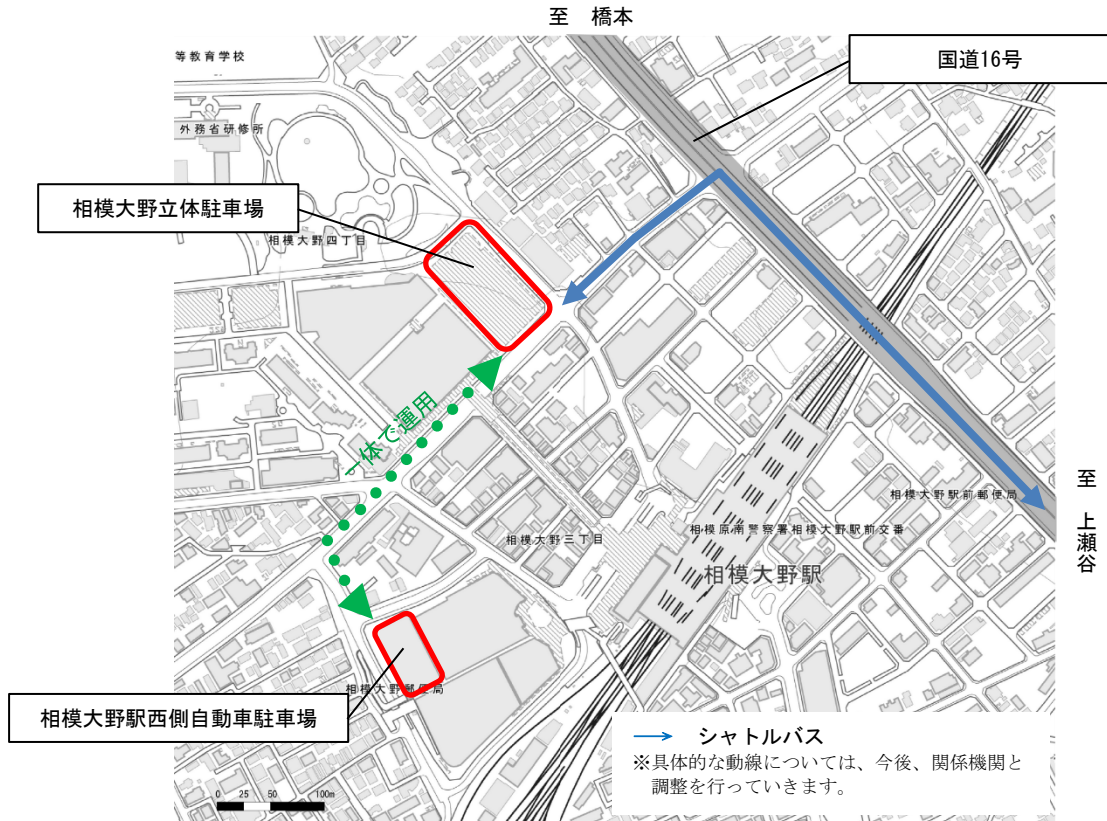 至 橋本
国道16号
等教育学校
外務省研修所
相模大野立体駐車場
相模大野四丁目
一体で運用
至 上瀬谷
相模大野駅前郵便局
相模原南警察署相模大野駅前交番
相模大野三丁目
相模大野駅
相模大野郵便局
相模大野駅西側自動車駐車場
シャトルバス
※具体的な動線については、今後、関係機関と
調整を行っていきます。
0 25 50 100m